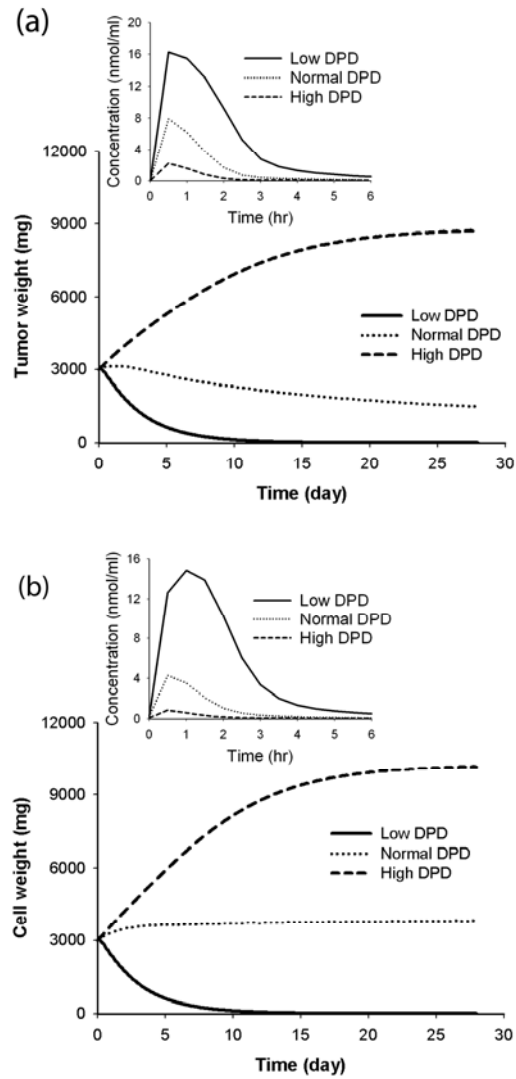 (a)
20
16
12
8
4
0
Concentration (nmol/ml)
Low DPD
Normal DPD
High DPD
0 1 2 3 4 5 6
Time (hr)
12000
9000
6000
3000
0
Tumor weight (mg)
Low DPD
Normal DPD
High DPD
0 5 10 15 20 25 30
Time (day)
(b)
16
12
8
4
0
Concentration (nmol/ml)
Low DPD
Normal DPD
High DPD
0 1 2 3 4 5 6
Time (hr)
12000
9000
6000
3000
0
Cell weight (mg)
Low DPD
Normal DPD
High DPD
0 5 10 15 20 25 30
Time (day)